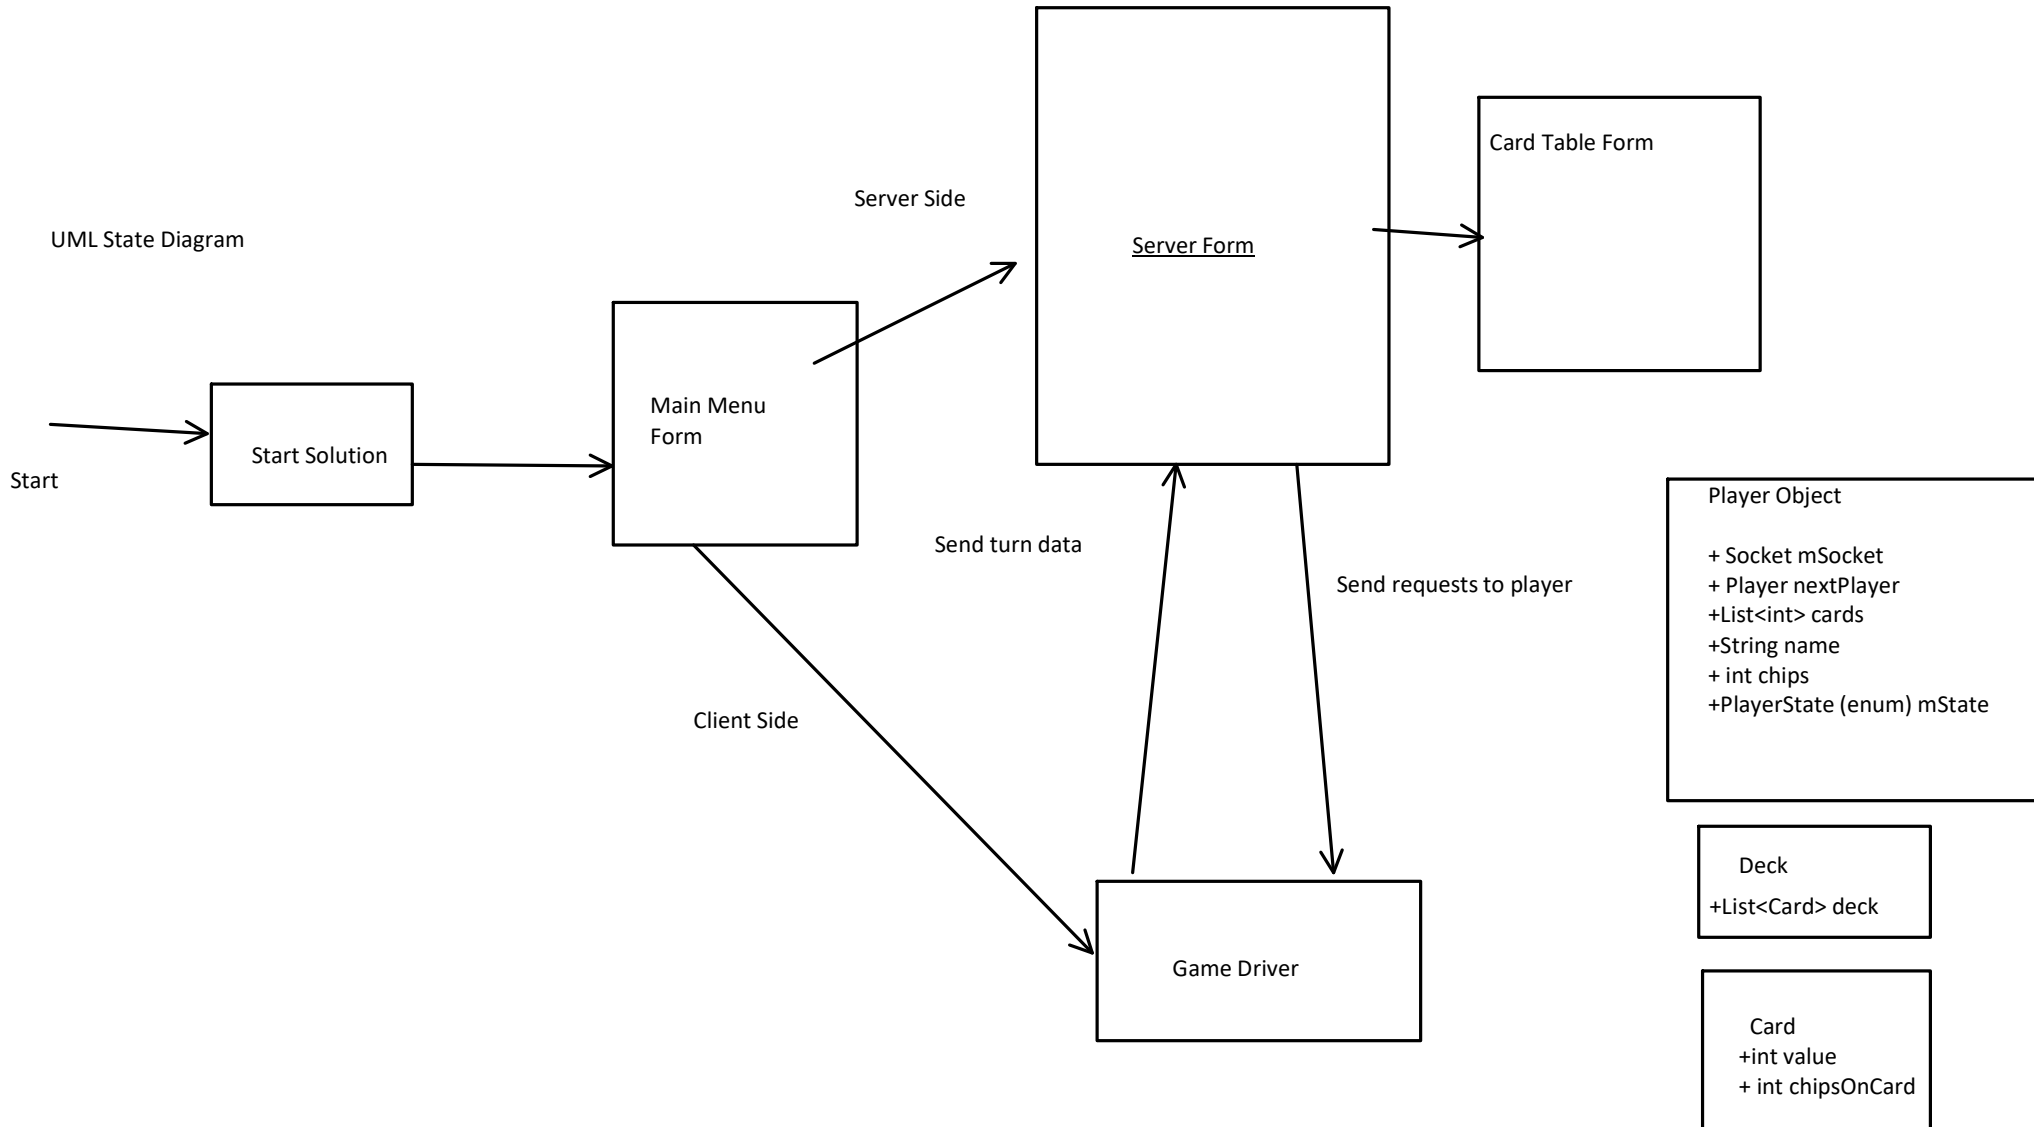 UML State Diagram
Start
Start Solution
Main Menu
Form
Server Side
Server Form
Card Table Form
Send turn data
Send requests to player
Client Side
Game Driver
Player Object
+ Socket mSocket
+ Player nextPlayer
+List<int> cards
+String name
+ int chips
+PlayerState (enum) mState
Deck
+List<Card> deck
Card
+int value
+ int chipsOnCard